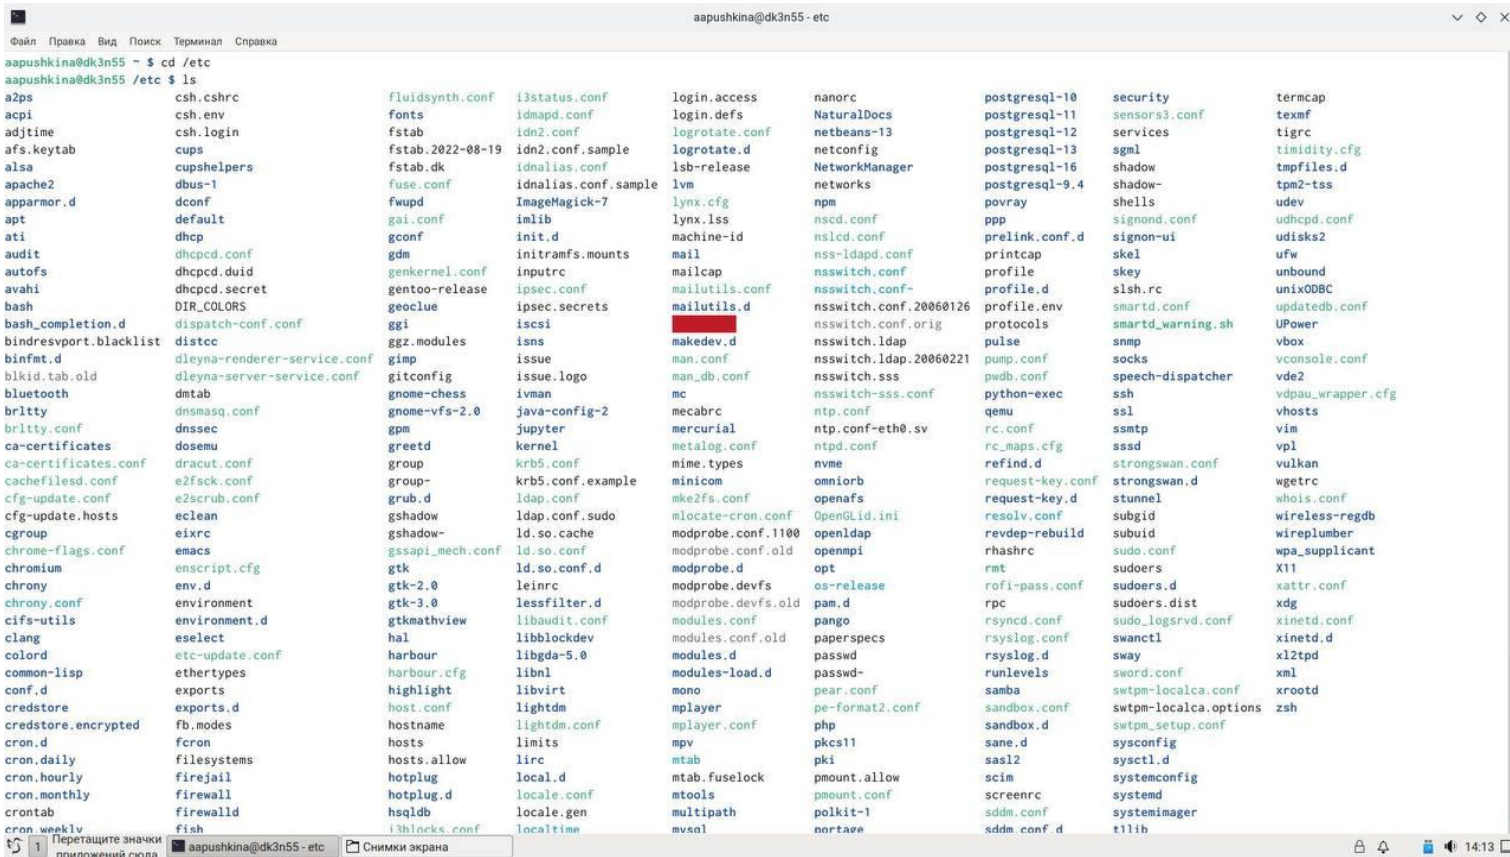 aapushkina@dk3n55 - etc
Файл Правка Вид Поиск Терминал Справка
aapushkina@dk3n55 ~ $ cd /etc
aapushkina@dk3n55 /etc $ ls
a2ps csh.cshrc fluidsynth.conf i3status.conf login.access nanorc postgresql-10 security termcap
acpi csh.env fonts idmapd.conf login.defs NaturalDocs postgresql-11 sensors3.conf texmf
adjtime csh.login fstab idn2.conf logrotate.conf netbeans-13 postgresql-12 services tigrc
afs.keytab cups fstab.2022-08-19 idn2.conf.sample logrotate.d netconfig postgresql-13 sgml timidity.cfg
alsa cupshelpers fstab.dk idnalias.conf lsb-release NetworkManager postgresql-16 shadow tmpfiles.d
apache2 dbus-1 fuse.conf idnalias.conf.sample lvm networks postgresql-9.4 shadow- tpm2-tss
apparmor.d dconf fwupd ImageMagick-7 lynx.cfg npm povray shells udev
apt default gai.conf imlib lynx.lss nscd.conf ppp signond.conf udhcpd.conf
ati dhcp gconf init.d machine-id nslcd.conf prelink.conf.d signon-ui udisks2
audit dhcpcd.conf gdm initramfs.mounts mail nss-ldapd.conf printcap skel ufw
autofs dhcpcd.duid genkernel.conf inputrc mailcap nsswitch.conf profile skey unbound
avahi dhcpcd.secret gentoo-release ipsec.conf mailutils.conf nsswitch.conf~ profile.d slsh.rc unixODBC
bash DIR_COLORS geoclue ipsec.secrets mailutils.d nsswitch.conf.20060126 profile.env smartd.conf updatedb.conf
bash_completion.d dispatch-conf.conf ggi iscsi nsswitch.conf.orig protocols smartd_warning.sh UPower
bindresvport.blacklist distcc ggz.modules isns makedev.d nsswitch.ldap pulse snmp vbox
binfmt.d dleyna-renderer-service.conf gimp issue man.conf nsswitch.ldap.20060221 pump.conf socks vconsole.conf
blkid.tab.old dleyna-server-service.conf gitconfig issue.logo man_db.conf nsswitch.sss pwdb.conf speech-dispatcher vde2
bluetooth dmtab gnome-chess ivman mc nsswitch-sss.conf python-exec ssh vdpau_wrapper.cfg
brltty dnsmasq.conf gnome-vfs-2.0 java-config-2 mecabrc ntp.conf qemu ssl vhosts
brltty.conf dnssec gpm jupyter mercurial ntp.conf-eth0.sv rc.conf ssmtp vim
ca-certificates dosemu greetd kernel metalog.conf ntpd.conf rc_maps.cfg sssd vpl
ca-certificates.conf dracut.conf group krb5.conf mime.types nvme refind.d strongswan.conf vulkan
cachefilesd.conf e2fsck.conf group- krb5.conf.example minicom omniorb request-key.conf strongswan.d wgetrc
cfg-update.conf e2scrub.conf grub.d ldap.conf mke2fs.conf openafs request-key.d stunnel whois.conf
cfg-update.hosts eclean gshadow ldap.conf.sudo mlocate-cron.conf OpenGLid.ini resolv.conf subgid wireless-regdb
cgroup eixrc gshadow- ld.so.cache modprobe.conf.1100 openldap revdep-rebuild subuid wireplumber
chrome-flags.conf emacs gssapi_mech.conf ld.so.conf modprobe.conf.old openmpi rhashrc sudo.conf wpa_supplicant
chromium enscript.cfg gtk ld.so.conf.d modprobe.d opt rmt sudoers X11
chrony env.d gtk-2.0 leinrc modprobe.devfs os-release rofi-pass.conf sudoers.d xattr.conf
chrony.conf environment gtk-3.0 lessfilter.d modprobe.devfs.old pam.d rpc sudoers.dist xdg
cifs-utils environment.d gtkmathview libaudit.conf modules.conf pango rsyncd.conf sudo_logsrvd.conf xinetd.conf
clang eselect hal libblockdev modules.conf.old paperspecs rsyslog.conf swanctl xinetd.d
colord etc-update.conf harbour libgda-5.0 modules.d passwd rsyslog.d sway xl2tpd
common-lisp ethertypes harbour.cfg libnl modules-load.d passwd- runlevels sword.conf xml
conf.d exports highlight libvirt mono pear.conf samba swtpm-localca.conf xrootd
credstore exports.d host.conf lightdm mplayer pe-format2.conf sandbox.conf swtpm-localca.options zsh
credstore.encrypted fb.modes hostname lightdm.conf mplayer.conf php sandbox.d swtpm_setup.conf
cron.d fcron hosts limits mpv pkcs11 sane.d sysconfig
cron.daily filesystems hosts.allow lirc mtab pki sasl2 sysctl.d
cron.hourly firejail hotplug local.d mtab.fuselock pmount.allow scim systemconfig
cron.monthly firewall hotplug.d locale.conf mtools pmount.conf screenrc systemd
crontab firewalld hsqldb locale.gen multipath polkit-1 sddm.conf systemimager
cron.weekly fish i3blocks.conf localtime mysql portage sddm.conf.d t1lib
1 Перетащите значки приложений сюда aapushkina@dk3n55 - etc Снимки экрана 14:13